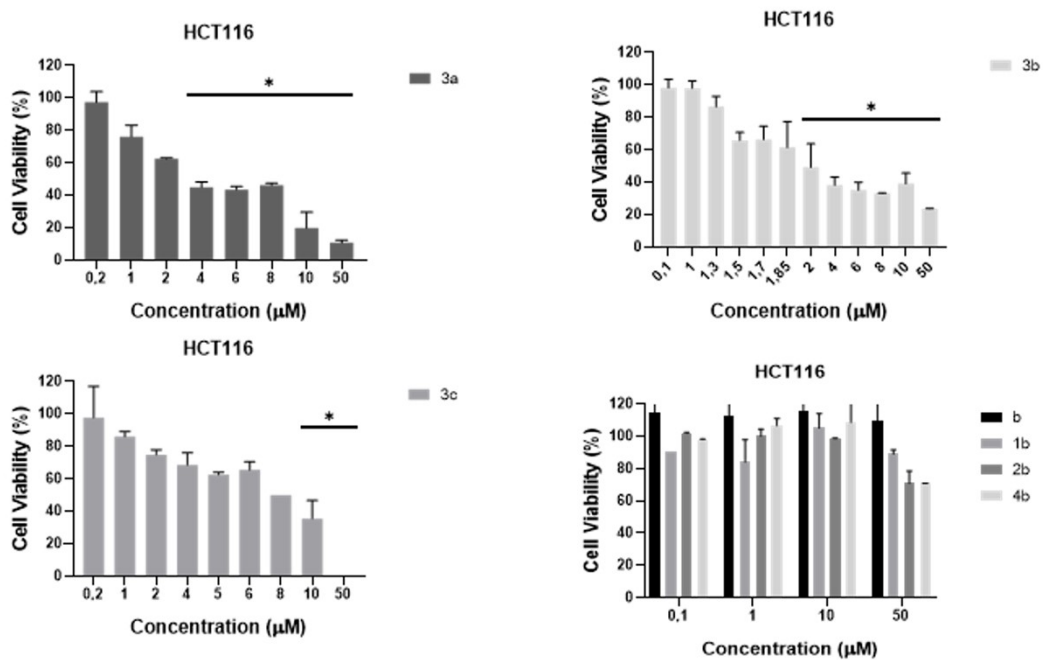 HCT116
Cell Viability (%)
120
100
80
60
40
20
0
*
3a
0,2 1 2 4 6 8 10 50
Concentration (µM)
HCT116
Cell Viability (%)
120
100
80
60
40
20
0
*
3b
0,1 1 1,3 1,5 1,7 1,85 2 4 6 8 10 50
Concentration (µM)
HCT116
Cell Viability (%)
120
100
80
60
40
20
0
*
3c
0,2 1 2 4 5 6 8 10 50
Concentration (µM)
HCT116
Cell Viability (%)
120
100
80
60
40
20
0
b
1b
2b
4b
0,1 1 10 50
Concentration (µM)